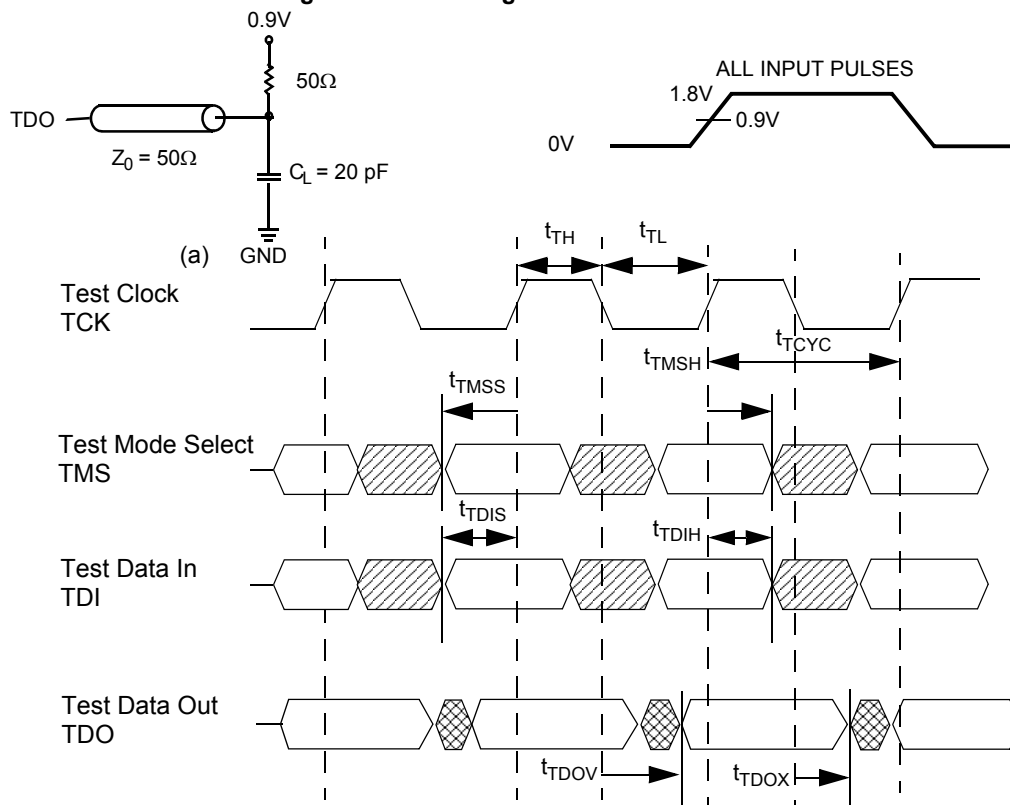 0.9V
50Ω
TDO
Z0 = 50Ω
CL = 20 pF
(a)
GND
ALL INPUT PULSES
1.8V
0.9V
0V
tTH
tTL
Test Clock
TCK
tTMSH
tTCYC
tTMSS
Test Mode Select
TMS
tTDIS
tTDIH
Test Data In
TDI
Test Data Out
TDO
tTDOV
tTDOX